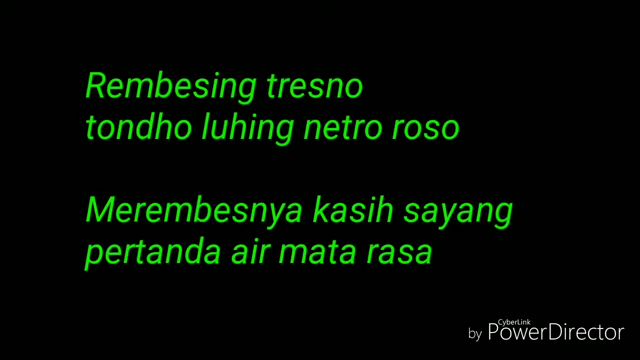 Rembesing tresno
tondho luhing netro roso
Merembesnya kasih sayang
pertanda air mata rasa
CyberLink
by PowerDirector